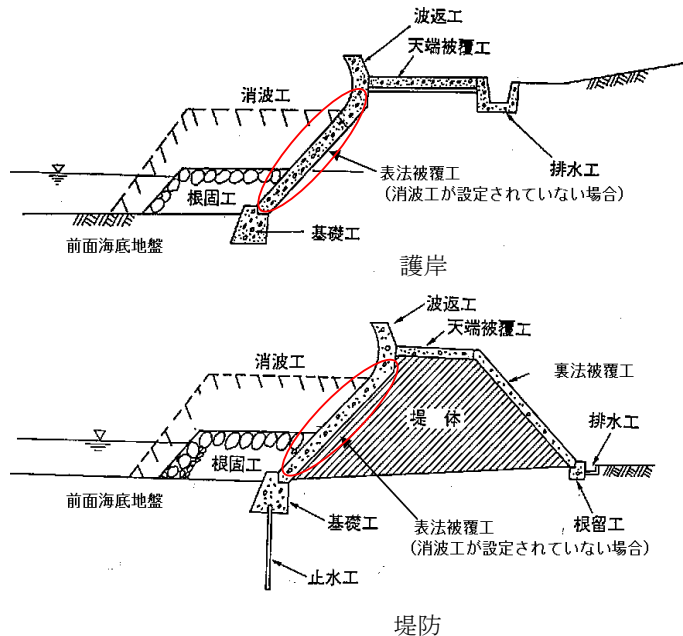 波返工
天端被覆工
消波工
排水工
表法被覆工
(消波工が設定されていない場合)
根固工
基礎工
前面海底地盤
護岸
波返工
天端被覆工
消波工
裏法被覆工
堤体
排水工
根固工
前面海底地盤
基礎工
表法被覆工
(消波工が設定されていない場合)
根留工
止水工
堤防